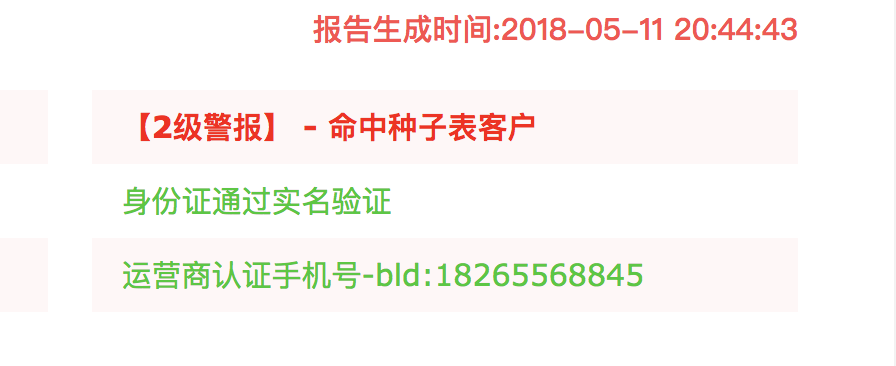 报告生成时间:2018-05-11 20:44:43
【2级警报】 - 命中种子表客户
身份证通过实名验证
运营商认证手机号-bld:18265568845